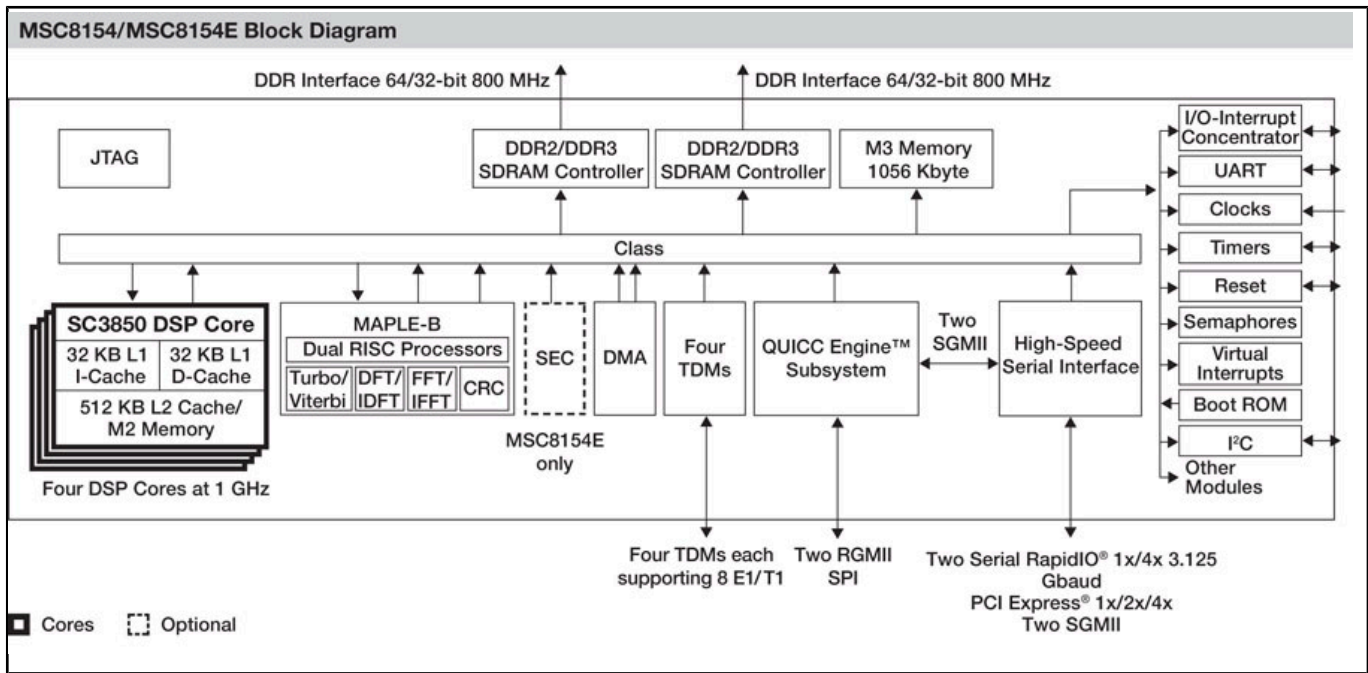 MSC8154/MSC8154E Block Diagram
DDR Interface 64/32-bit 800 MHz
DDR Interface 64/32-bit 800 MHz
JTAG
DDR2/DDR3
SDRAM Controller
DDR2/DDR3
SDRAM Controller
M3 Memory
1056 Kbyte
I/O-Interrupt
Concentrator
UART
Clocks
Timers
Reset
Semaphores
Virtual
Interrupts
Boot ROM
I²C
Other
Modules
Class
SC3850 DSP Core
32 KB L1
I-Cache
32 KB L1
D-Cache
512 KB L2 Cache/
M2 Memory
Four DSP Cores at 1 GHz
MAPLE-B
Dual RISC Processors
Turbo/
Viterbi
DFT/
IDFT
FFT/
IFFT
CRC
SEC
MSC8154E
only
DMA
Four
TDMs
QUICC Engine™
Subsystem
Two
SGMII
High-Speed
Serial Interface
Four TDMs each
supporting 8 E1/T1
Two RGMII
SPI
Two Serial RapidIO® 1x/4x 3.125
Gbaud
PCI Express® 1x/2x/4x
Two SGMII
Cores
Optional